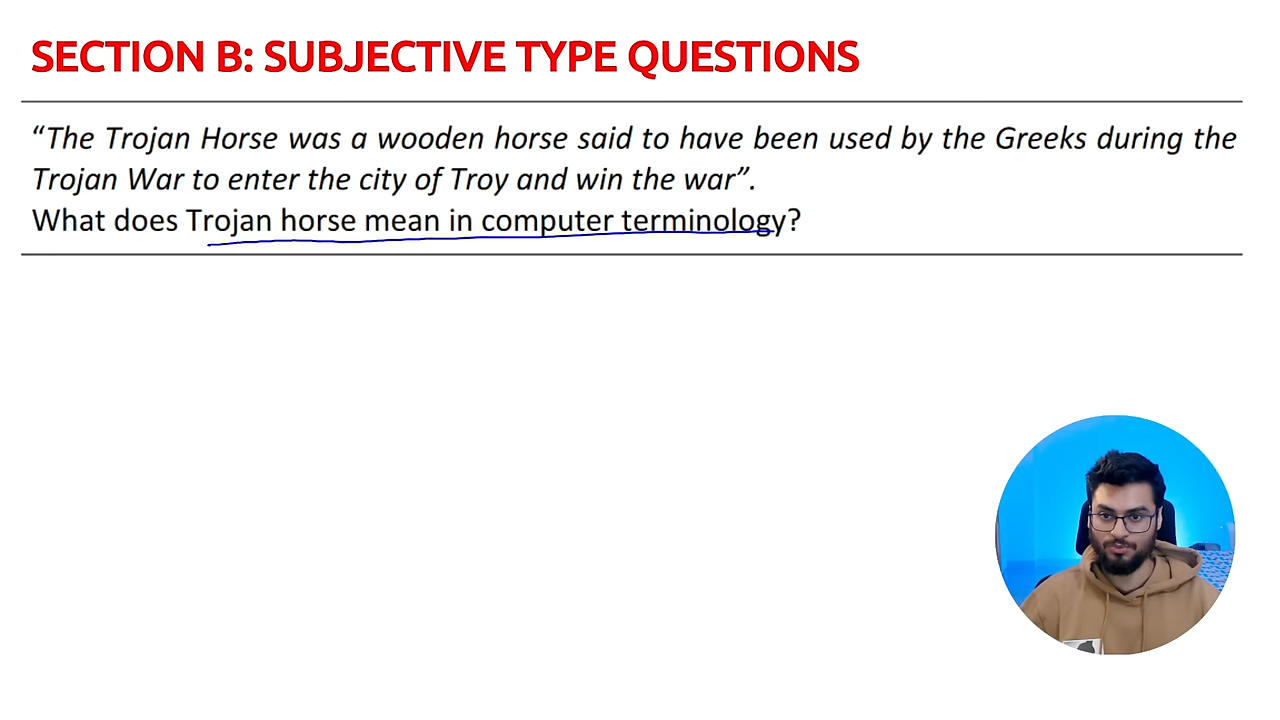 SECTION B: SUBJECTIVE TYPE QUESTIONS
“The Trojan Horse was a wooden horse said to have been used by the Greeks during the
Trojan War to enter the city of Troy and win the war”.
What does Trojan horse mean in computer terminology?